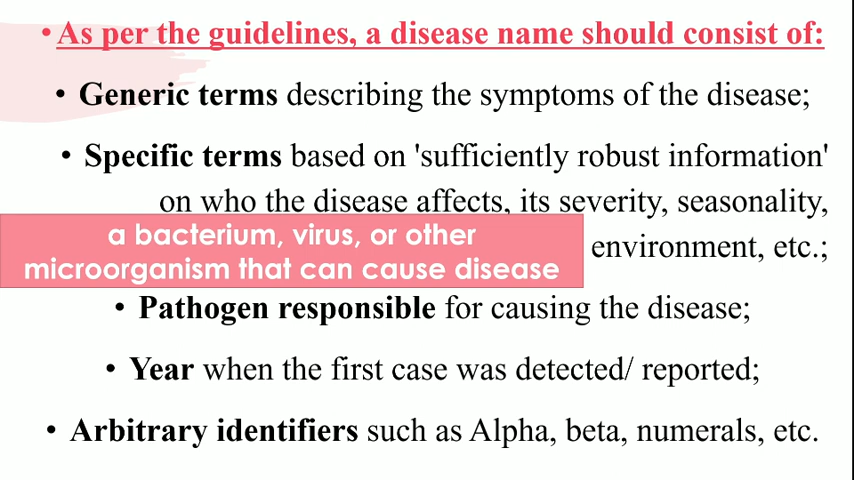 • As per the guidelines, a disease name should consist of:
• Generic terms describing the symptoms of the disease;
• Specific terms based on 'sufficiently robust information'
on who the disease affects, its severity, seasonality,
a bacterium, virus, or other
microorganism that can cause disease
environment, etc.;
• Pathogen responsible for causing the disease;
• Year when the first case was detected/ reported;
• Arbitrary identifiers such as Alpha, beta, numerals, etc.